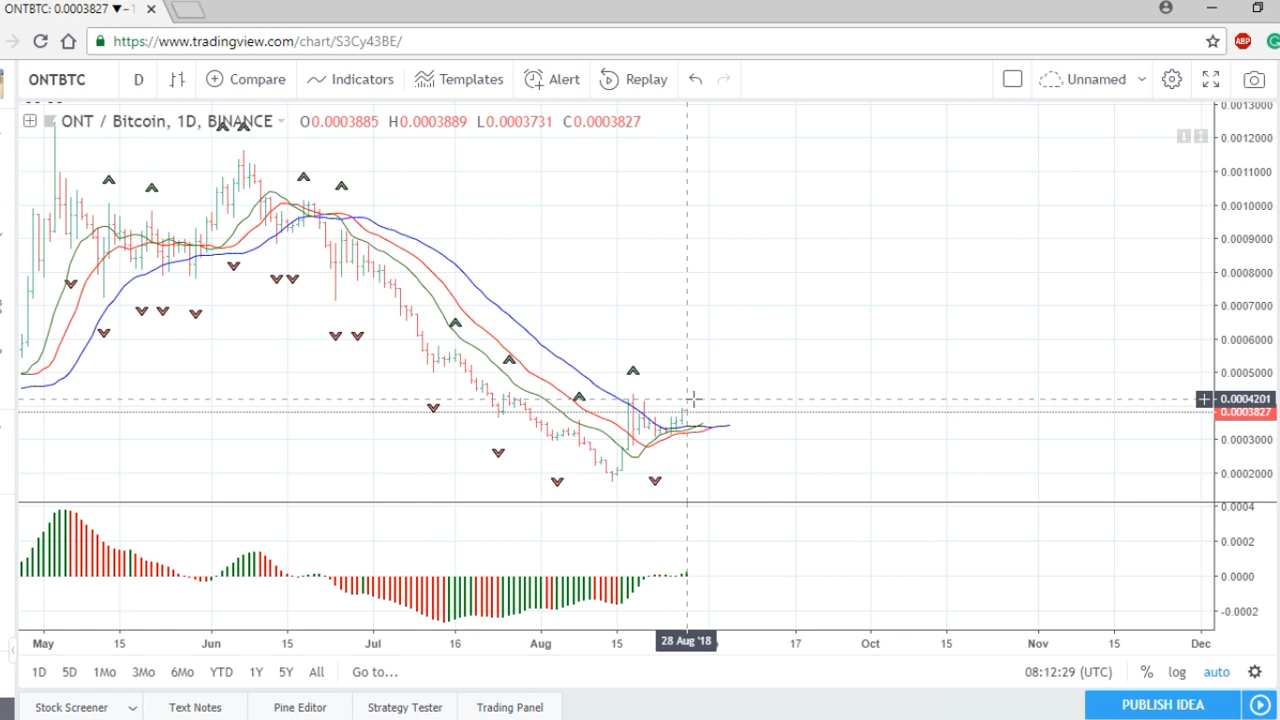 ONTBTC: 0.0003827 ▼ −1
https://www.tradingview.com/chart/S3Cy43BE/
ABP
ONTBTC D Compare Indicators Templates Alert Replay Unnamed
ONT / Bitcoin, 1D, BINANCE O0.0003885 H0.0003889 L0.0003731 C0.0003827
0.0013000
0.0012000
0.0011000
0.0010000
0.0009000
0.0008000
0.0007000
0.0006000
0.0005000
0.0004201
0.0003827
0.0003000
0.0002000
0.0004
0.0002
0.0000
-0.0002
May 15 Jun 15 Jul 16 Aug 15 28 Aug '18 17 Oct 15 Nov 15 Dec
1D 5D 1Mo 3Mo 6Mo YTD 1Y 5Y All Go to... 08:12:29 (UTC) % log auto
Stock Screener Text Notes Pine Editor Strategy Tester Trading Panel PUBLISH IDEA